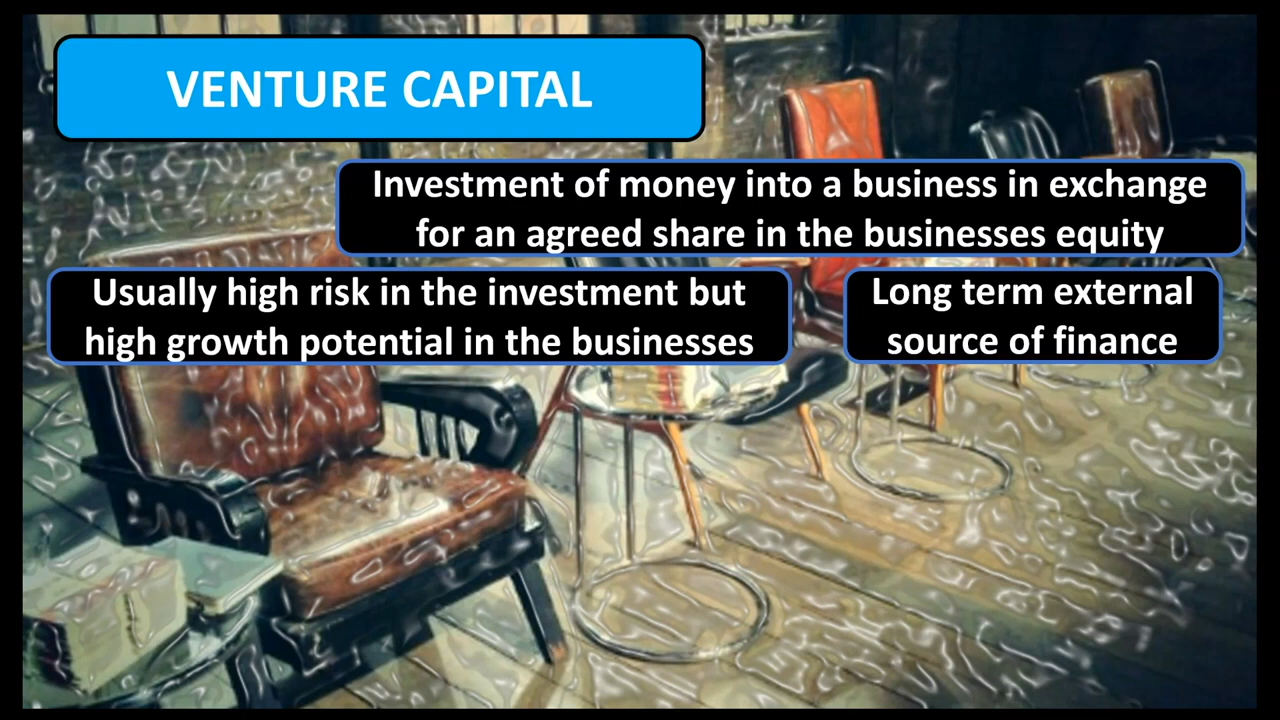 VENTURE CAPITAL
Investment of money into a business in exchange
for an agreed share in the businesses equity
Usually high risk in the investment but
high growth potential in the businesses
Long term external
source of finance